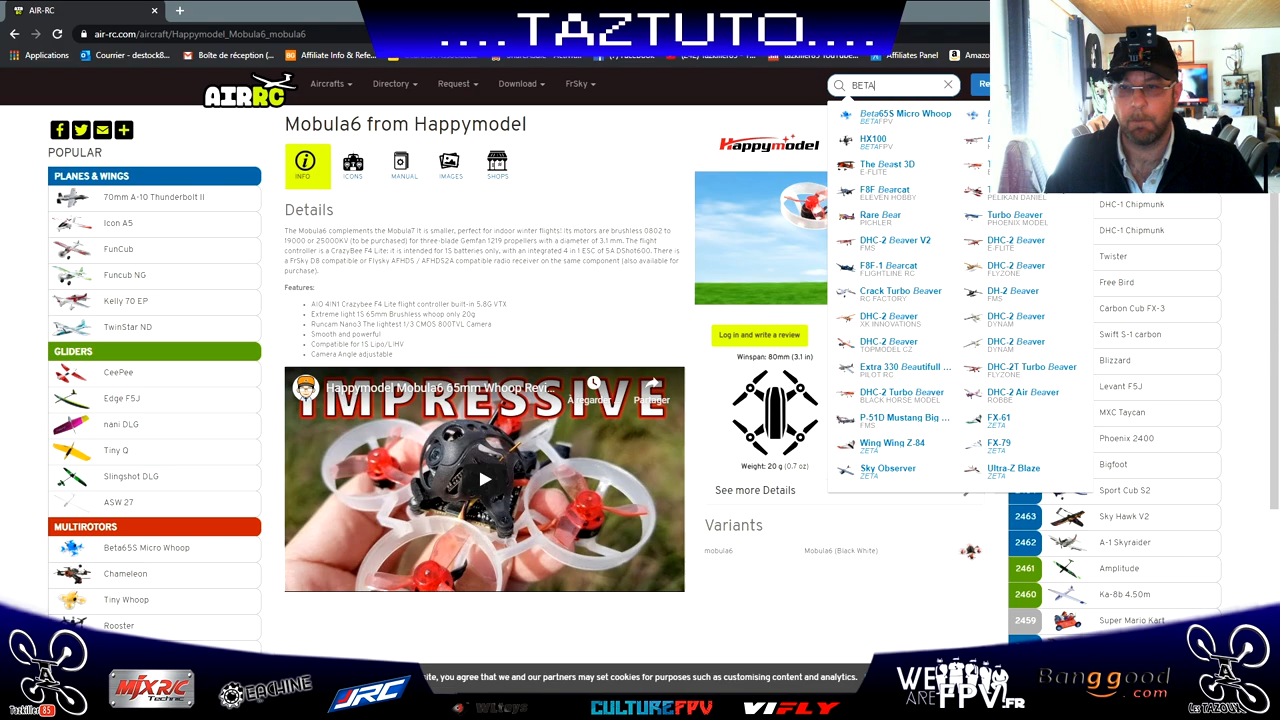 AirRC
air-rc.com/aircraft/Happymodel_Mobula6_mobula6
.... TAZTUTO....
Applications
Courrier – destock8...
Boîte de réception (...
Affiliates
Amazon
AIRRC
Aircrafts
Directory
Request
Download
FrSky
BETA
POPULAR
PLANES & WINGS
70mm A-10 Thunderbolt II
Icon A5
FunCub
Funcub NG
Kelly 70 EP
TwinStar ND
GLIDERS
CeePee
Edge F5J
nani DLG
Tiny Q
Slingshot DLG
ASW 27
MULTIROTORS
Beta65S Micro Whoop
Chameleon
Tiny Whoop
Rooster
Mobula6 from Happymodel
INFO
ICONS
MANUAL
IMAGES
SHOPS
Happymodel
Details
The Mobula6 complements the Mobula7 it is smaller, perfect for indoor winter flights! Its motors are brushless 0802 to
19000 or 25000KV (to be purchased) for three-blade Gemfan 1219 propellers with a diameter of 3.1 mm. The flight
controller is a CrazyBee F4 Lite; it is intended for 1S batteries only, with an integrated 4 in 1 ESC of 5A DShot600. There is
a FrSky D8 compatible or Flysky AFHDS / AFHDS2A compatible radio receiver on the same component (also available for
purchase).
Features:
AIO 4IN1 Crazybee F4 Lite flight controller built-in 5.8G VTX
Extreme light 1S 65mm Brushless whoop only 20g
Runcam Nano3 The lightest 1/3 CMOS 800TVL Camera
Smooth and powerful
Compatible for 1S Lipo/LIHV
Camera Angle adjustable
Happymodel Mobula6 65mm Whoop Revi...
À regarder
Partager
IMPRESSIVE
Log in and write a review
Winspan: 80mm (3.1 in)
Weight: 20 g (0.7 oz)
See more Details
Variants
mobula6
Mobula6 (Black White)
Beta65S Micro Whoop
BETAFPV
HX100
BETAFPV
The Beast 3D
E-FLITE
F8F Bearcat
ELEVEN HOBBY
Rare Bear
PICHLER
DHC-2 Beaver V2
FMS
F8F-1 Bearcat
FLIGHTLINE RC
Crack Turbo Beaver
RC FACTORY
DHC-2 Beaver
XK INNOVATIONS
DHC-2 Beaver
TOPMODEL CZ
Extra 330 Beautifull ...
PILOT RC
DHC-2 Turbo Beaver
BLACK HORSE MODEL
P-51D Mustang Big ...
FMS
Wing Wing Z-84
ZETA
Sky Observer
ZETA
PELIKAN DANIEL
Turbo Beaver
PHOENIX MODEL
DHC-2 Beaver
E-FLITE
DHC-2 Beaver
FLYZONE
DH-2 Beaver
FMS
DHC-2 Beaver
DYNAM
DHC-2 Beaver
DYNAM
DHC-2T Turbo Beaver
FLYZONE
DHC-2 Air Beaver
ROBBE
FX-61
ZETA
FX-79
ZETA
Ultra-Z Blaze
ZETA
DHC-1 Chipmunk
DHC-1 Chipmunk
Twister
Free Bird
Carbon Cub FX-3
Swift S-1 carbon
Blizzard
Levant F5J
MXC Taycan
Phoenix 2400
Bigfoot
Sport Cub S2
2463 Sky Hawk V2
2462 A-1 Skyraider
2461 Amplitude
2460 Ka-8b 4.50m
2459 Super Mario Kart
ite, you agree we and our partners may set cookies for purposes such as customising content and analytics.
Tazkiller85
MJXRC
Technic
EACHINE
JJRC
WLtoys
CULTUREFPV
VIFLY
WE ARE FPV.FR
Banggood
.com
Les TAZOUX